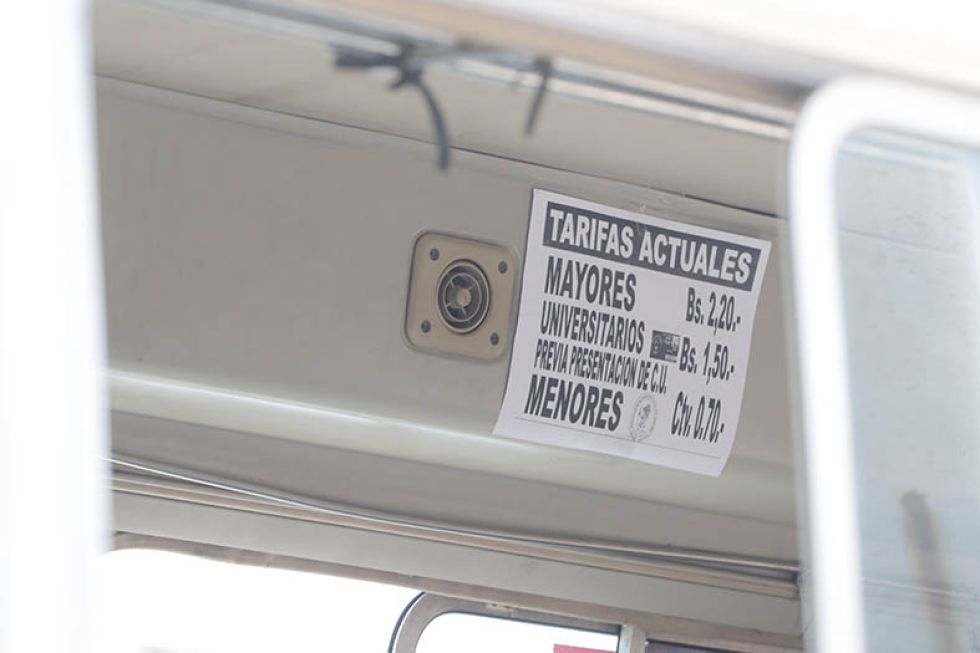 TARIFAS ACTUALES
MAYORES Bs. 2,20.-
UNIVERSITARIOS Bs. 1,50.-
PREVIA PRESENTACION DE C.U.
MENORES Ctv. 0.70.-